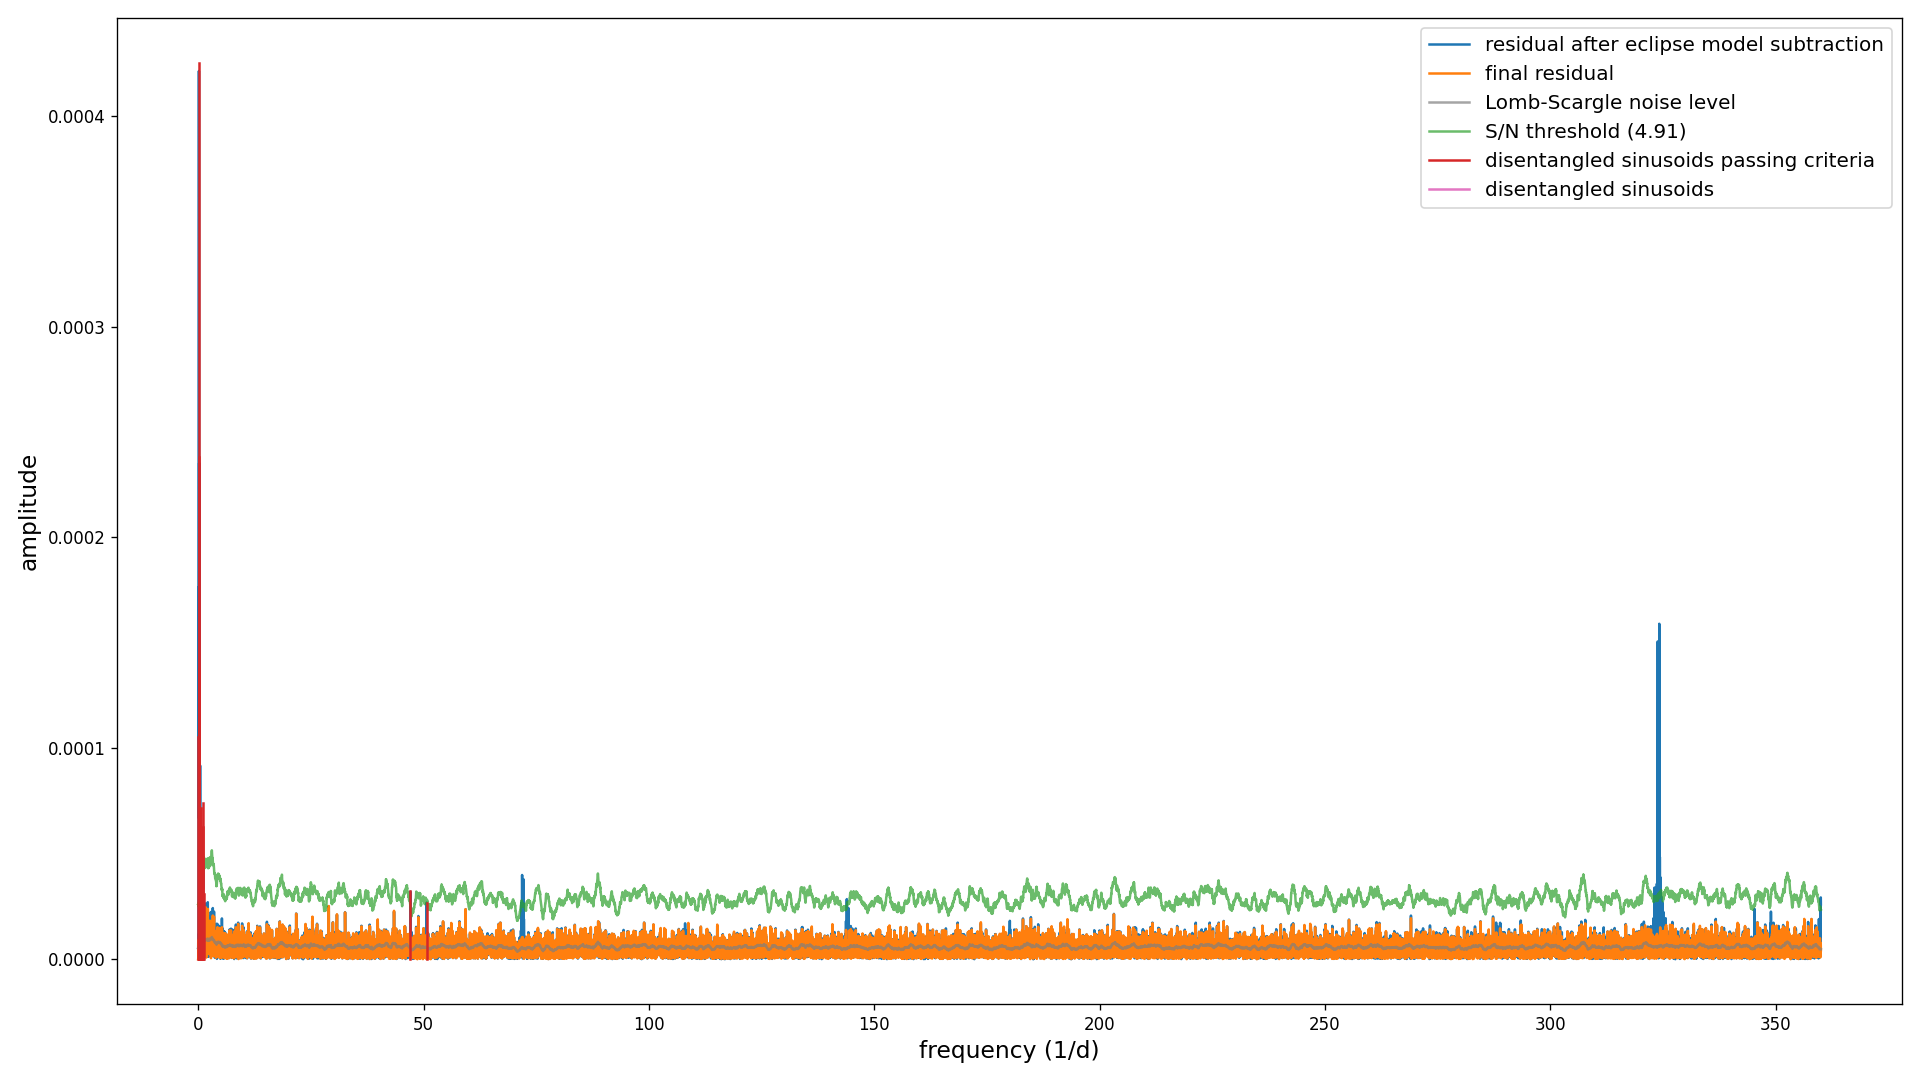 residual after eclipse model subtraction
final residual
Lomb-Scargle noise level
S/N threshold (4.91)
disentangled sinusoids passing criteria
disentangled sinusoids
amplitude
0.0004
0.0003
0.0002
0.0001
0.0000
0 50 100 150 200 250 300 350
frequency (1/d)